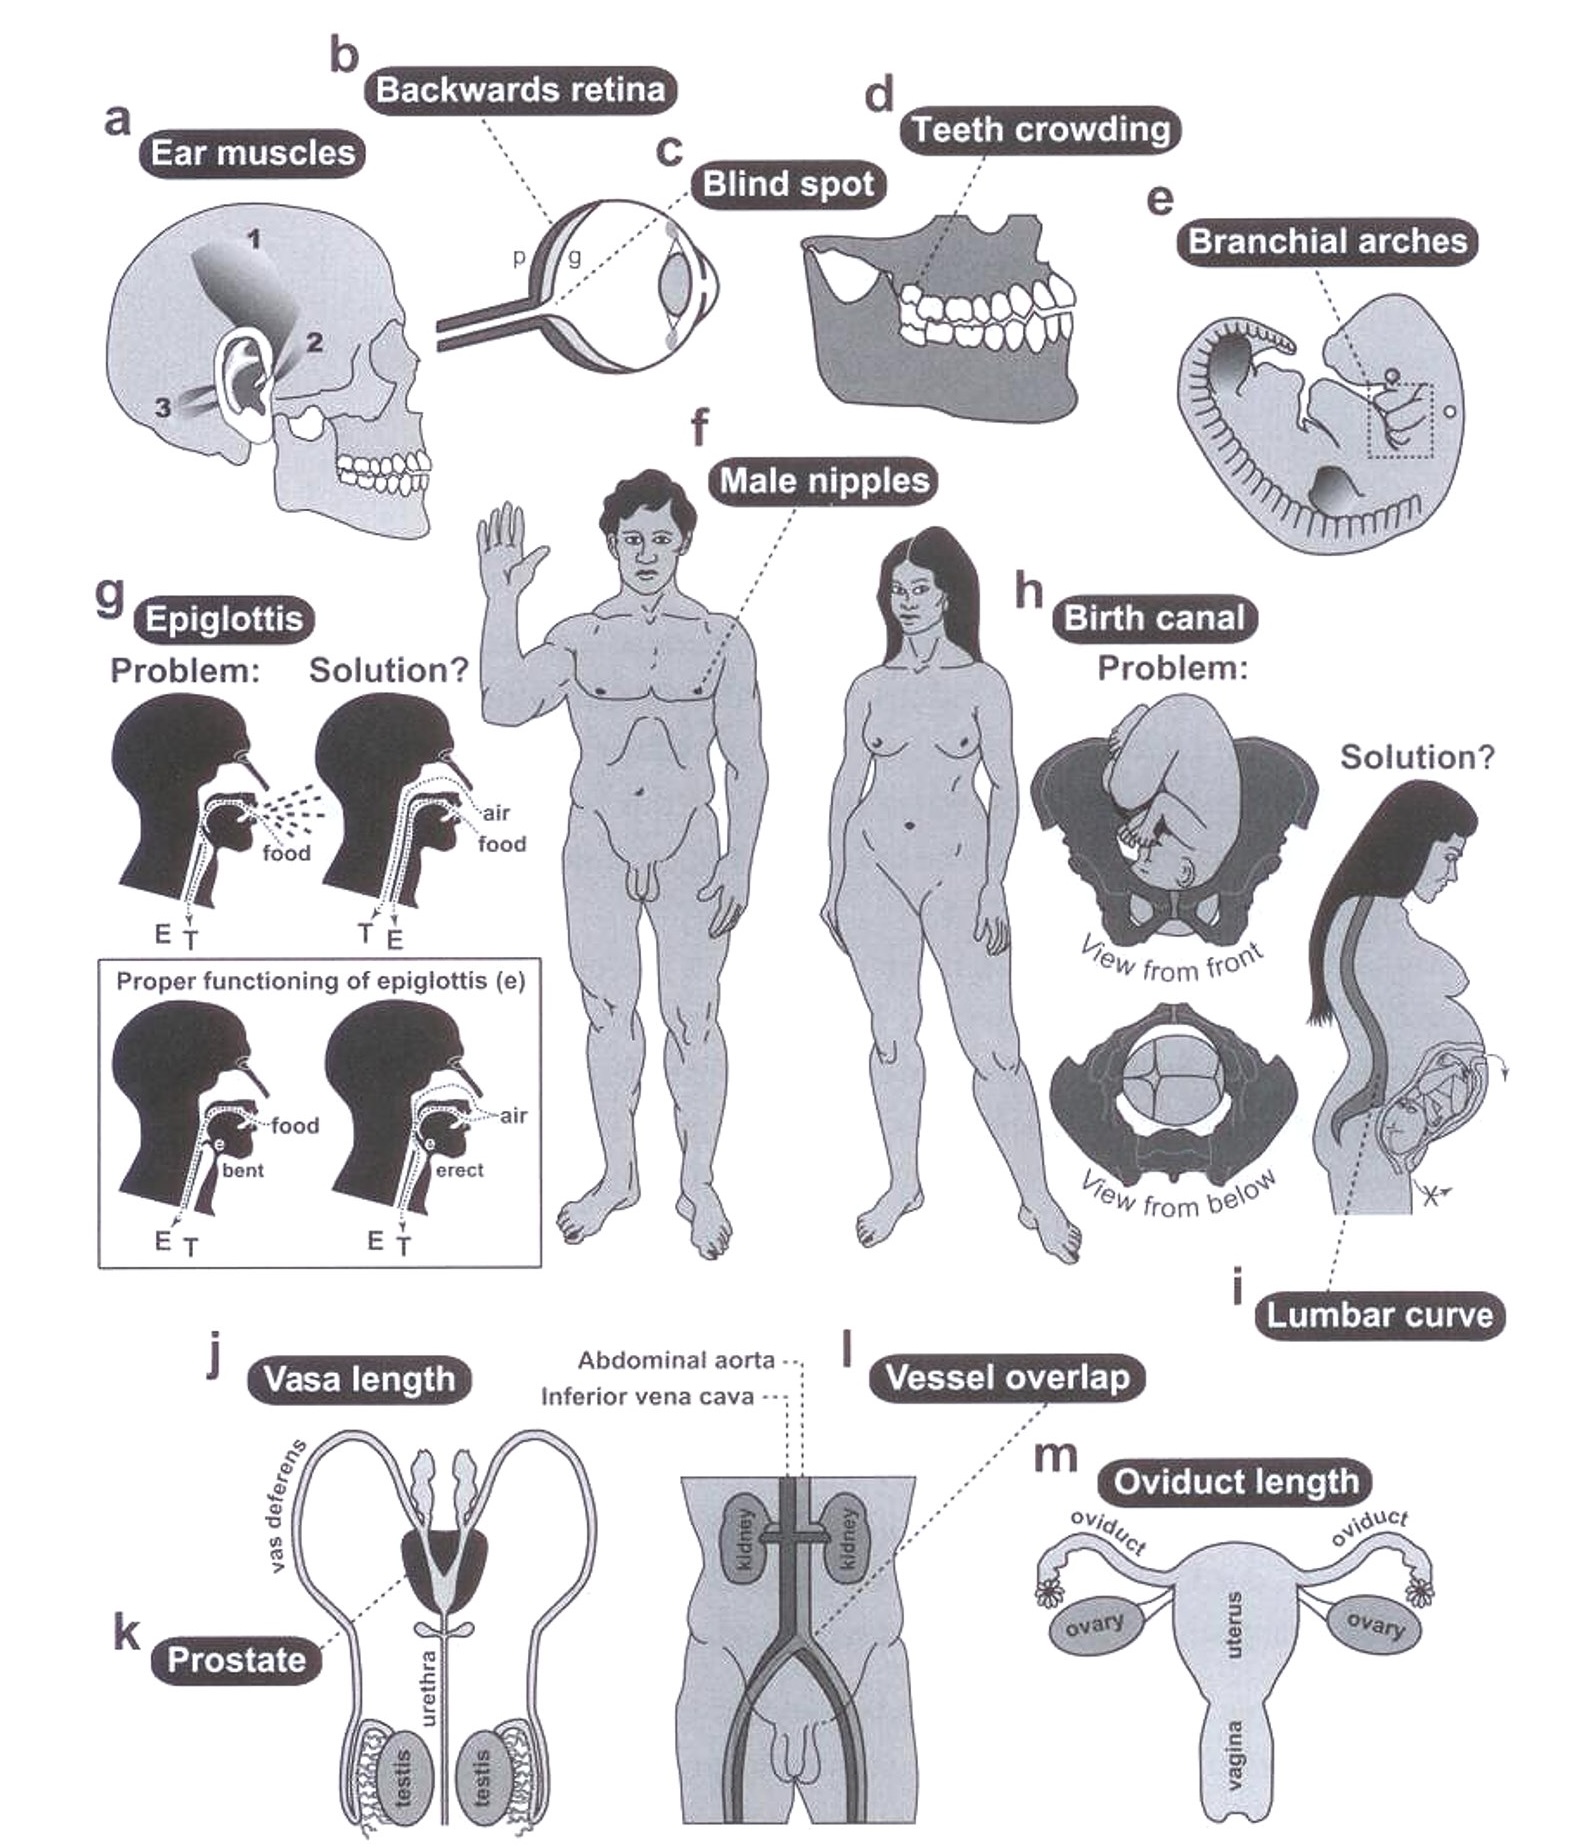 a
Ear muscles
1
2
3
b
Backwards retina
c
Blind spot
p
g
d
Teeth crowding
e
Branchial arches
f
Male nipples
g
Epiglottis
Problem:
Solution?
food
air
food
E T
T E
Proper functioning of epiglottis (e)
food
e
bent
air
e
erect
E T
E T
h
Birth canal
Problem:
View from front
View from below
Solution?
i
Lumbar curve
j
Vasa length
vas deferens
k
Prostate
urethra
testis
testis
l
Vessel overlap
Abdominal aorta
Inferior vena cava
kidney
kidney
m
Oviduct length
oviduct
oviduct
ovary
uterus
ovary
vagina